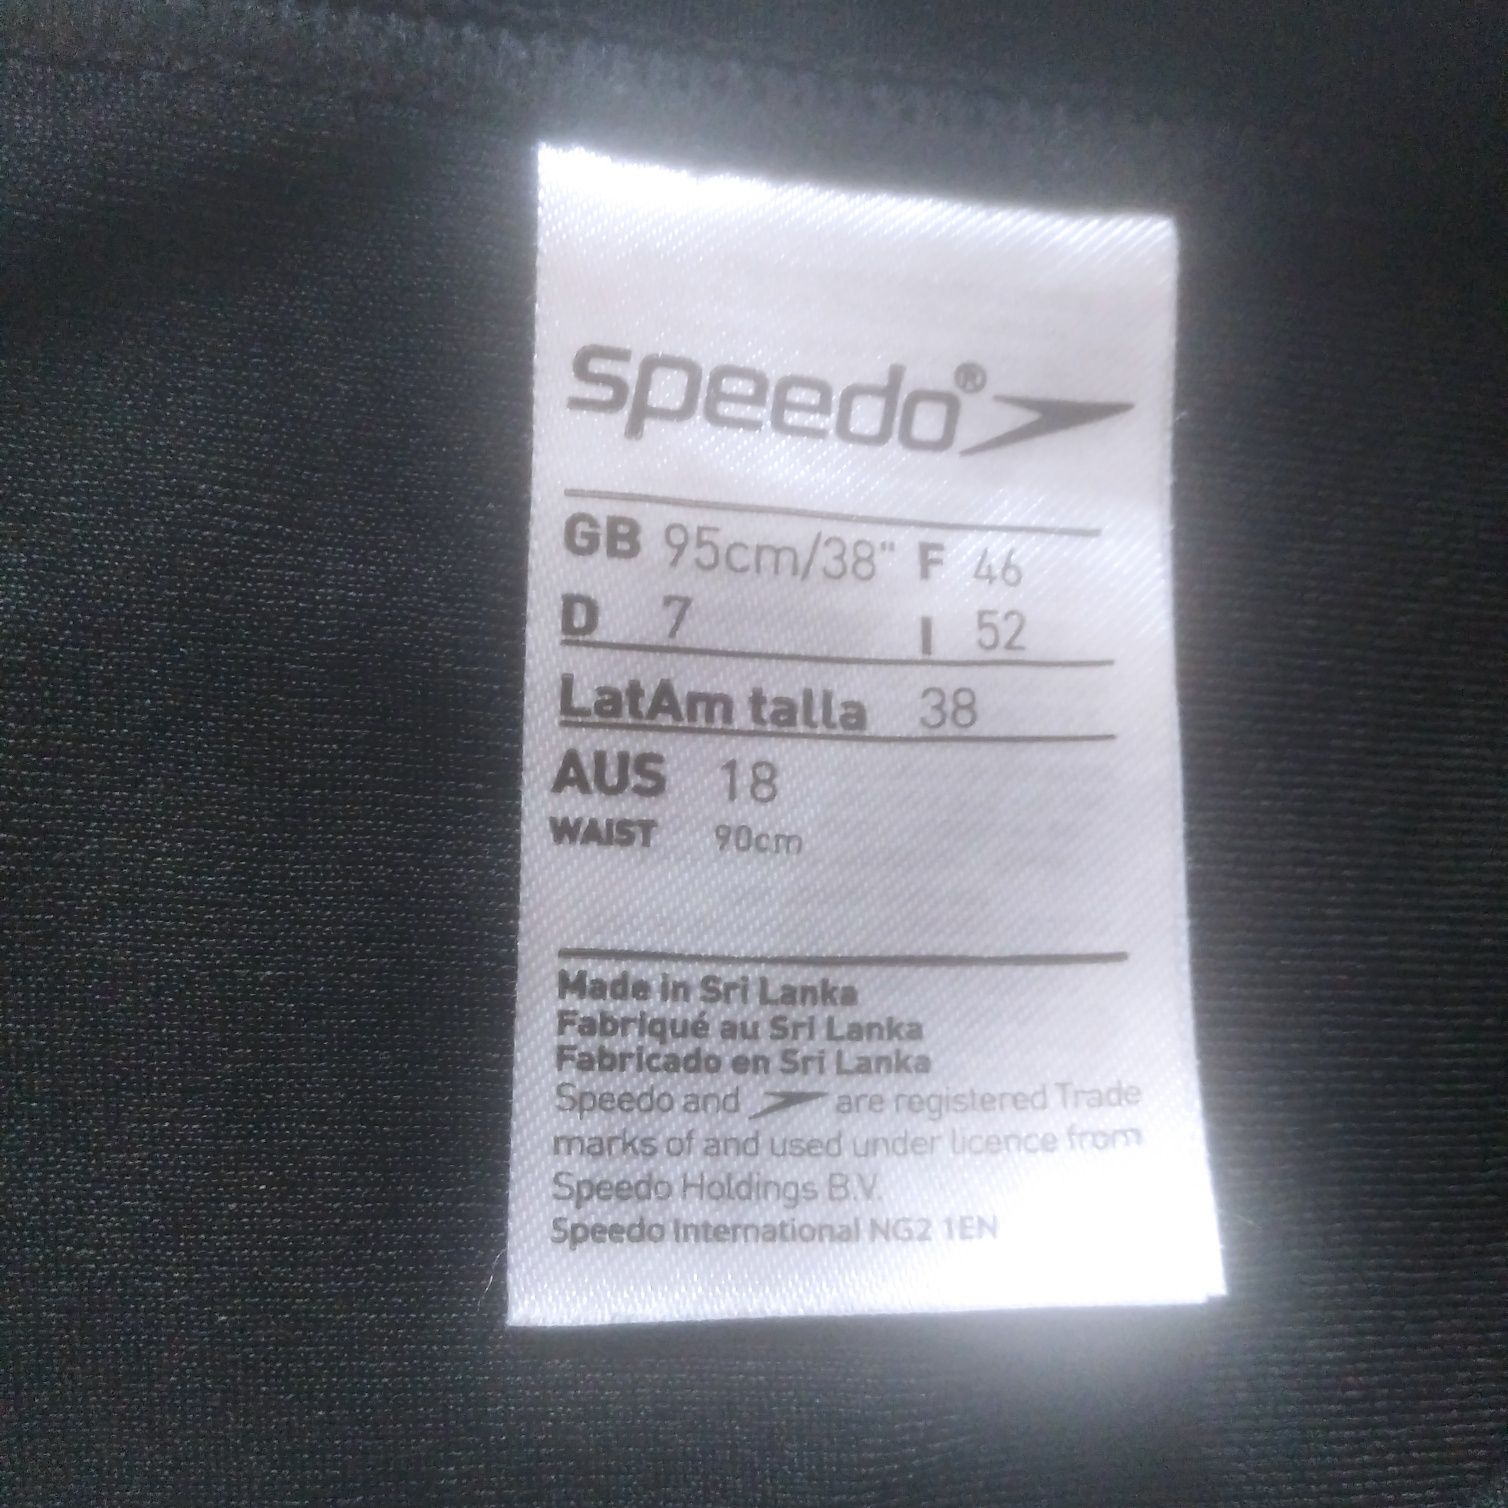 speedo®
GB 95cm/38" F 46
D 7 I 52
LatAm talla 38
AUS 18
WAIST 90cm
Made in Sri Lanka
Fabriqué au Sri Lanka
Fabricado en Sri Lanka
Speedo and are registered Trade
marks of and used under licence from
Speedo Holdings B.V.
Speedo International NG2 1EN